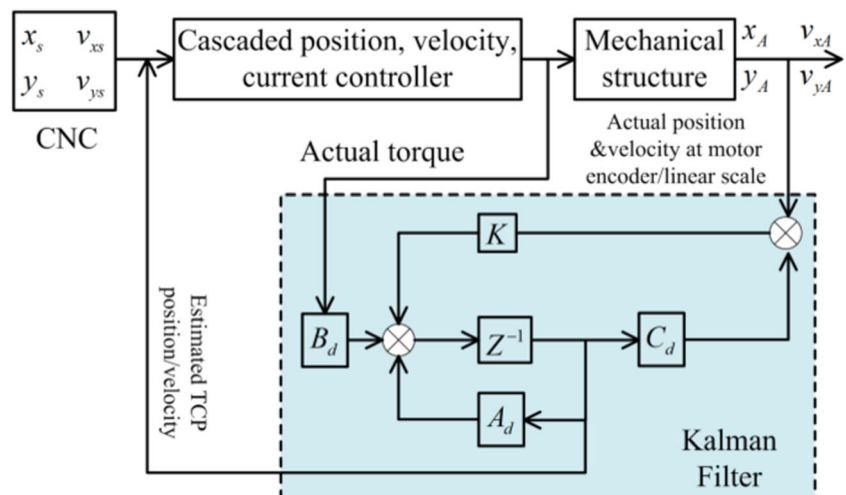 x_s v_xs
y_s v_ys
CNC
Cascaded position, velocity,
current controller
Mechanical
structure
x_A v_xA
y_A v_yA
Actual position
&velocity at motor
encoder/linear scale
Actual torque
K
Estimated TCP
position/velocity
B_d
Z^{-1}
C_d
A_d
Kalman
Filter